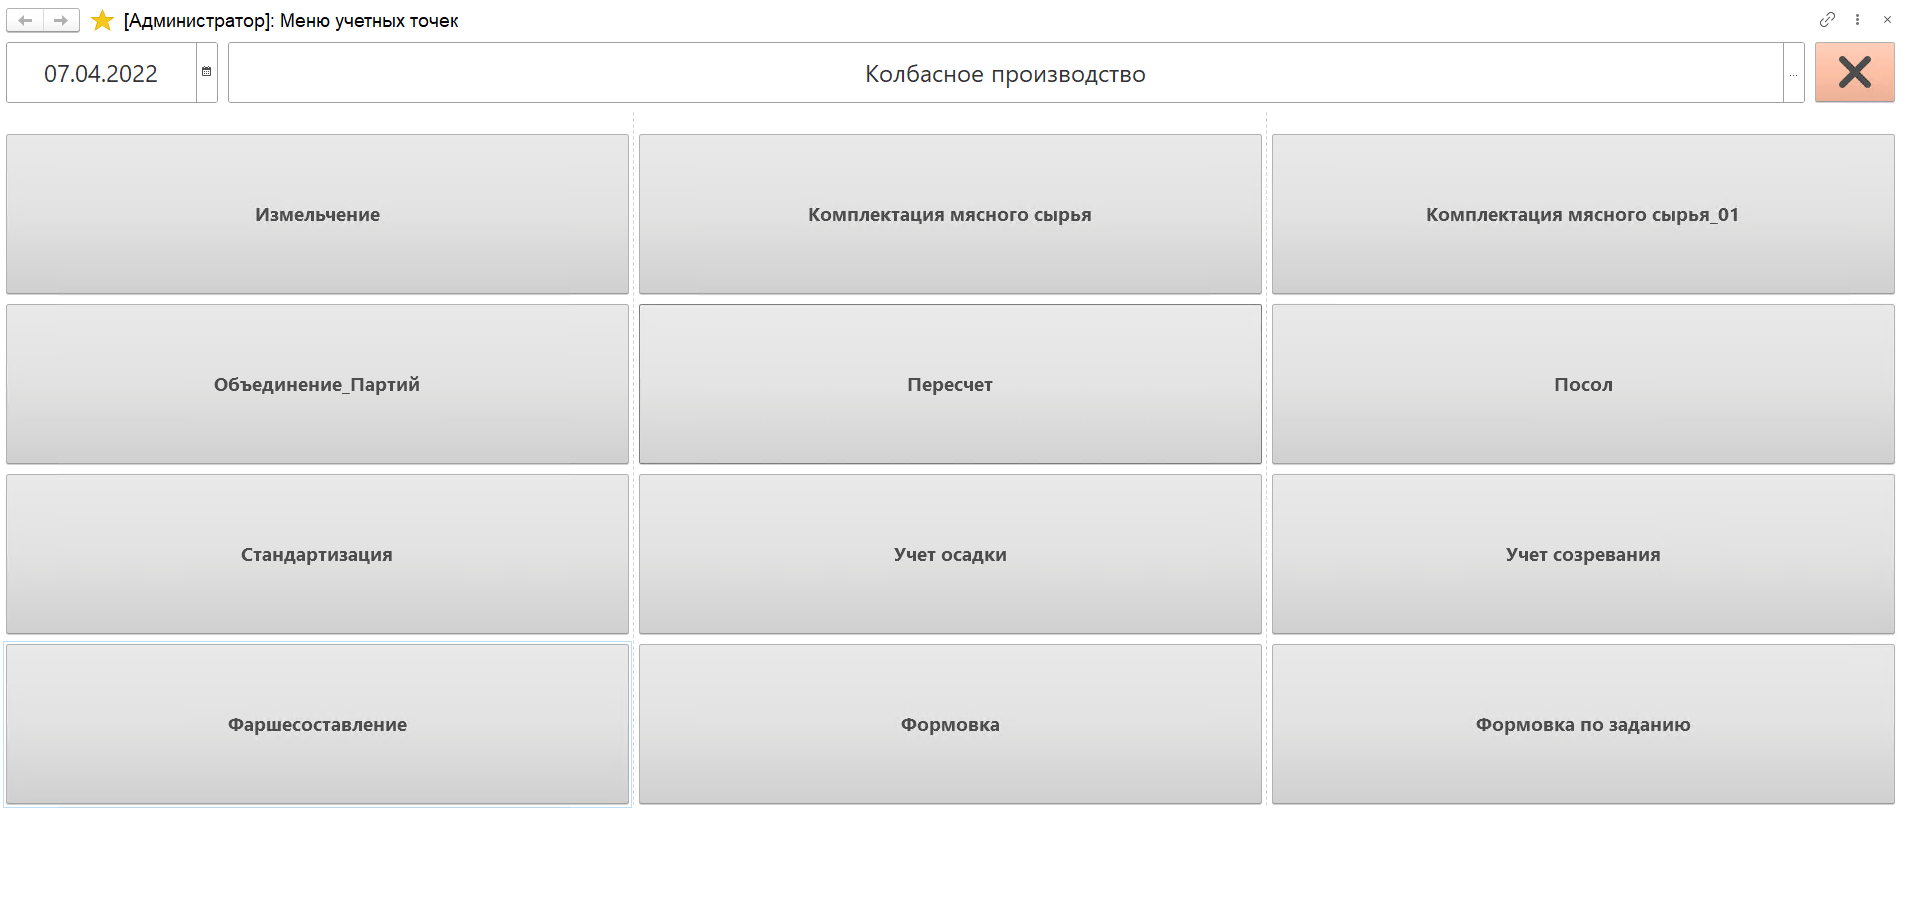 [Администратор]: Меню учетных точек
07.04.2022
Колбасное производство
...
Измельчение
Комплектация мясного сырья
Комплектация мясного сырья_01
Объединение_Партий
Пересчет
Посол
Стандартизация
Учет осадки
Учет созревания
Фаршесоставление
Формовка
Формовка по заданию